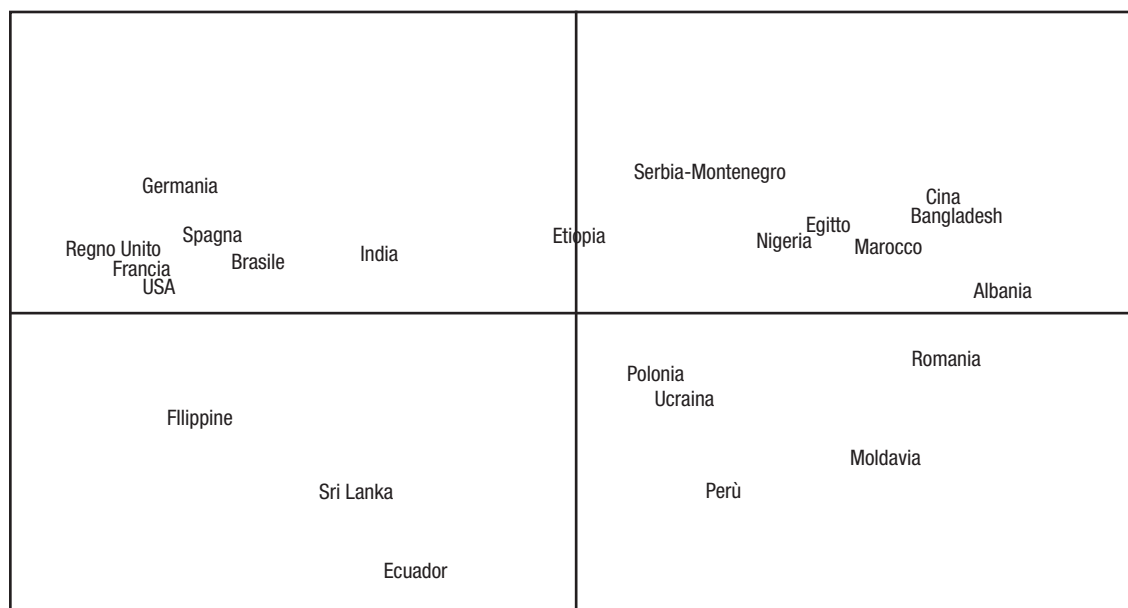 Serbia-Montenegro
Germania
Cina
Bangladesh
Egitto
Spagna
Etiopia
Nigeria
Marocco
Regno Unito
India
Brasile
Francia
USA
Albania
Romania
Polonia
Ucraina
Fllippine
Moldavia
Sri Lanka
Perù
Ecuador